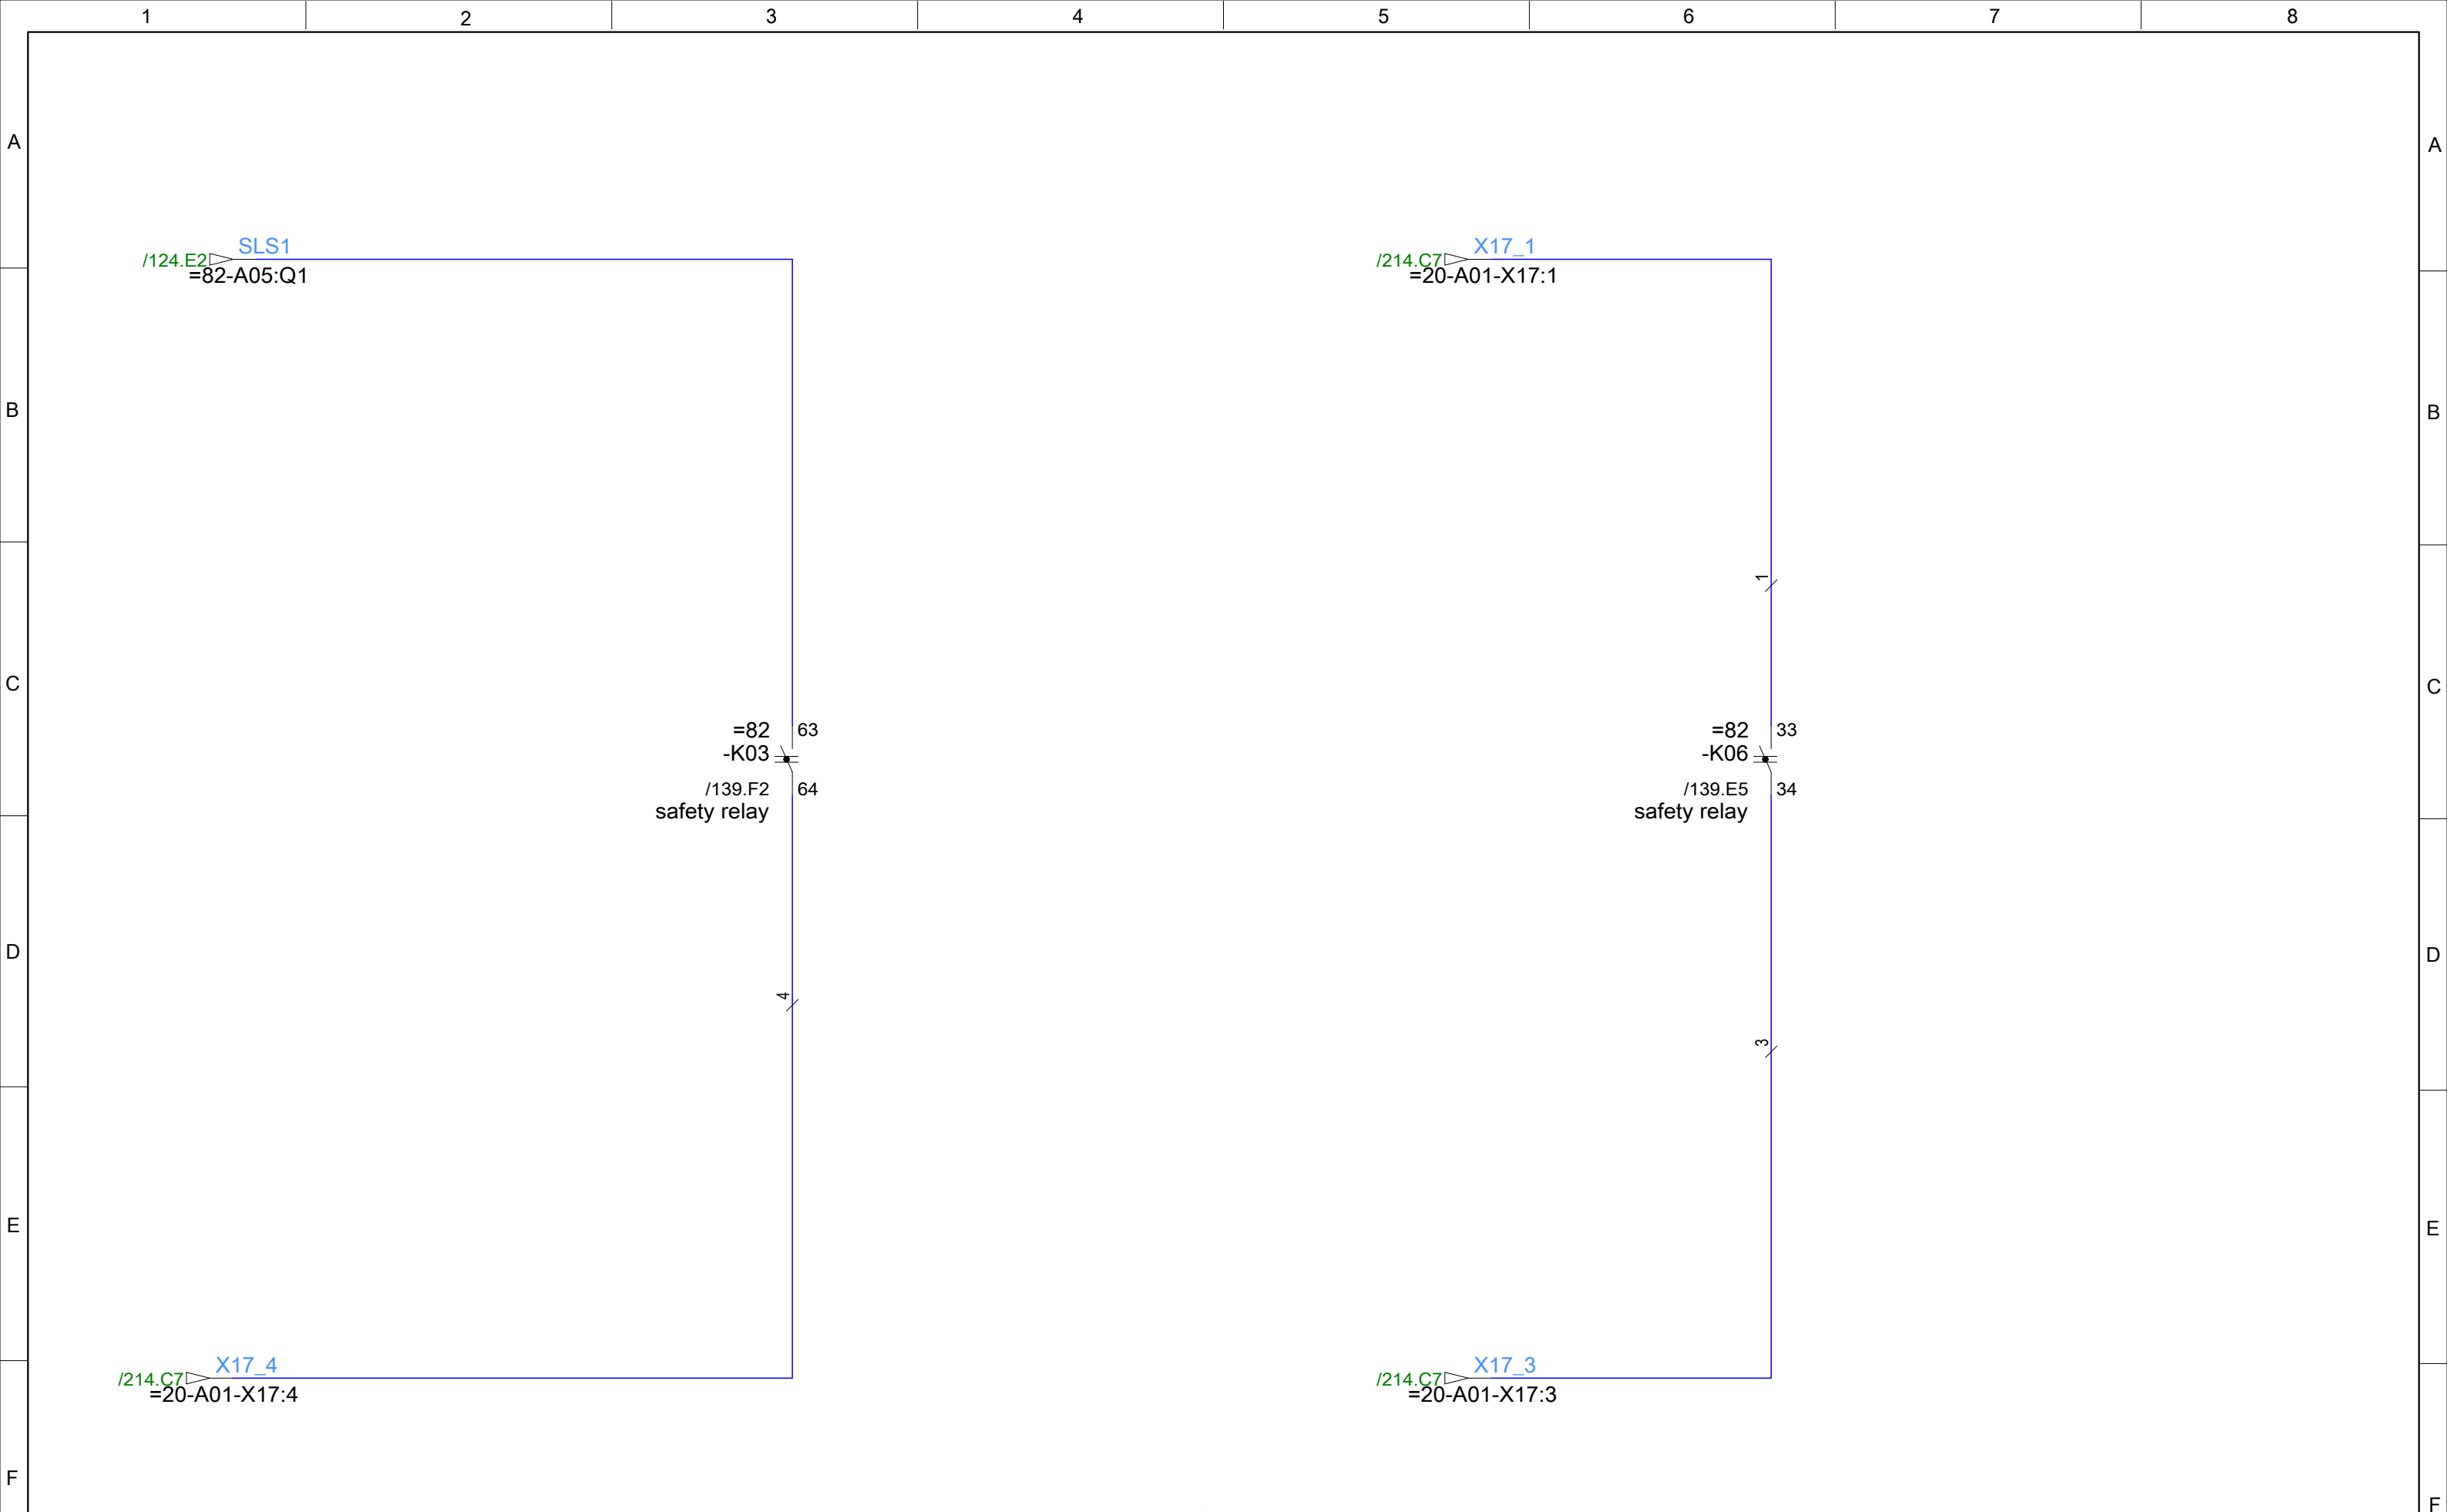 1 2 3 4 5 6 7 8
A A
SLS1 X17_1
/124.E2 /214.C7
=82-A05:Q1 =20-A01-X17:1
B B
1
C C
=82 63 =82 33
-K03 -K06
/139.F2 64 /139.E5 34
safety relay safety relay
D D
4
3
E E
X17_4 X17_3
/214.C7 /214.C7
=20-A01-X17:4 =20-A01-X17:3
F F